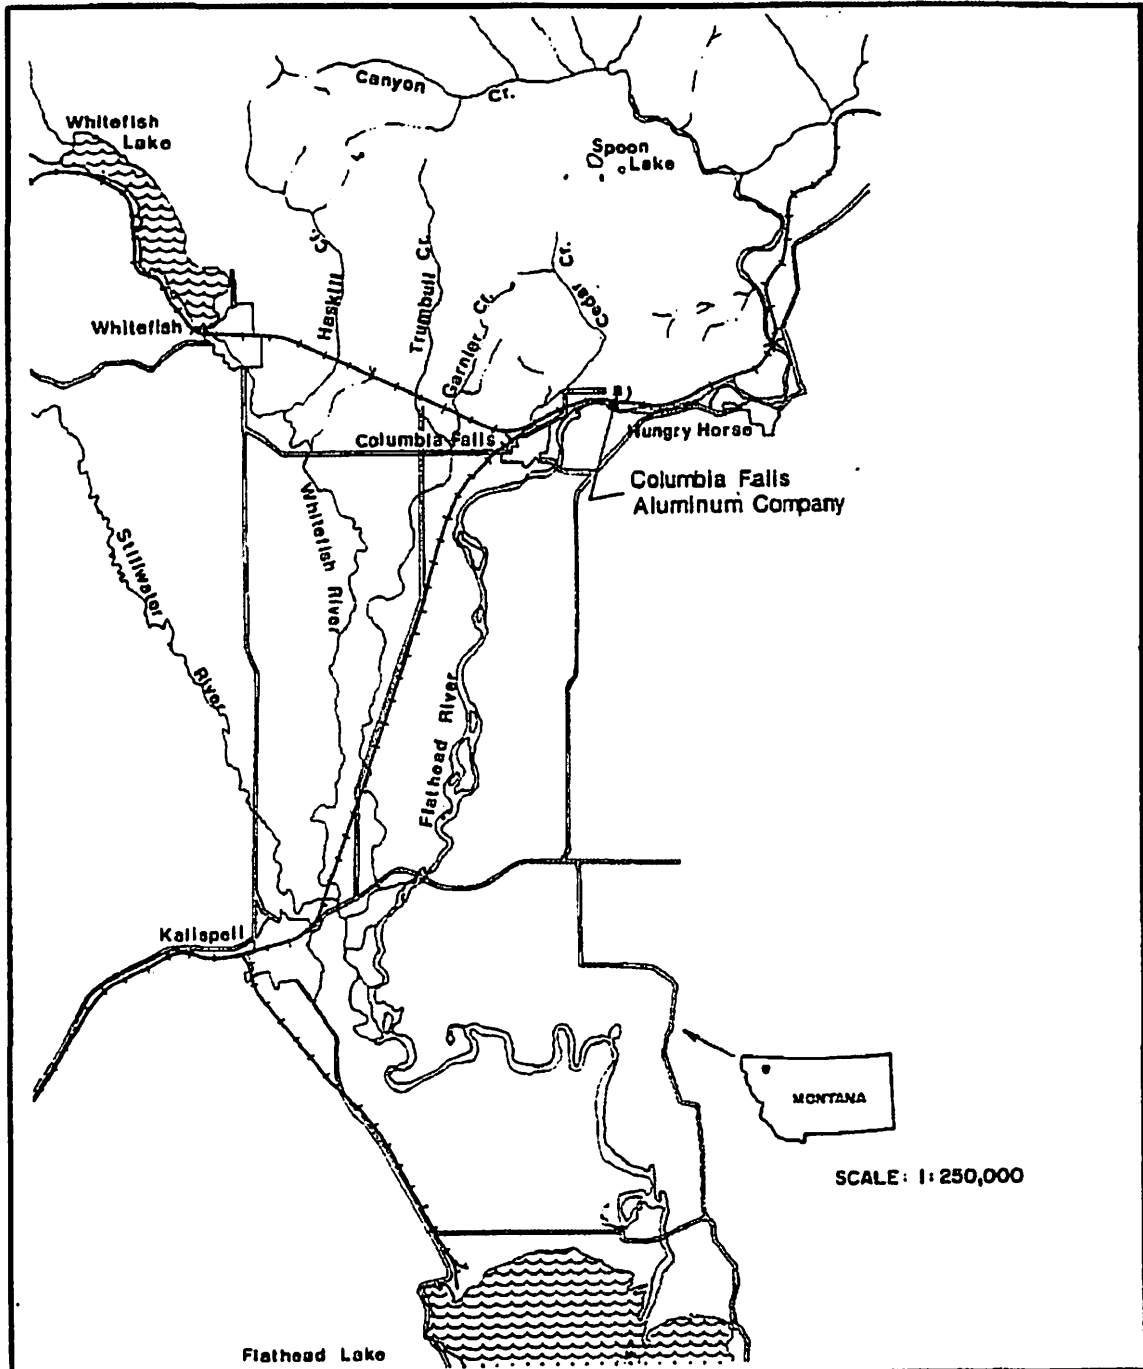 Canyon Cr.
Whitefish
Lake
Spoon
Lake
Haskill Cr.
Trumbull Cr.
Garnier Cr.
Cedar Cr.
Whitefish
Columbia Falls
Hungry Horse
Columbia Falls
Aluminum Company
Stillwater River
Whitefish River
Flathead River
Kalispell
MONTANA
SCALE: 1:250,000
Flathead Lake